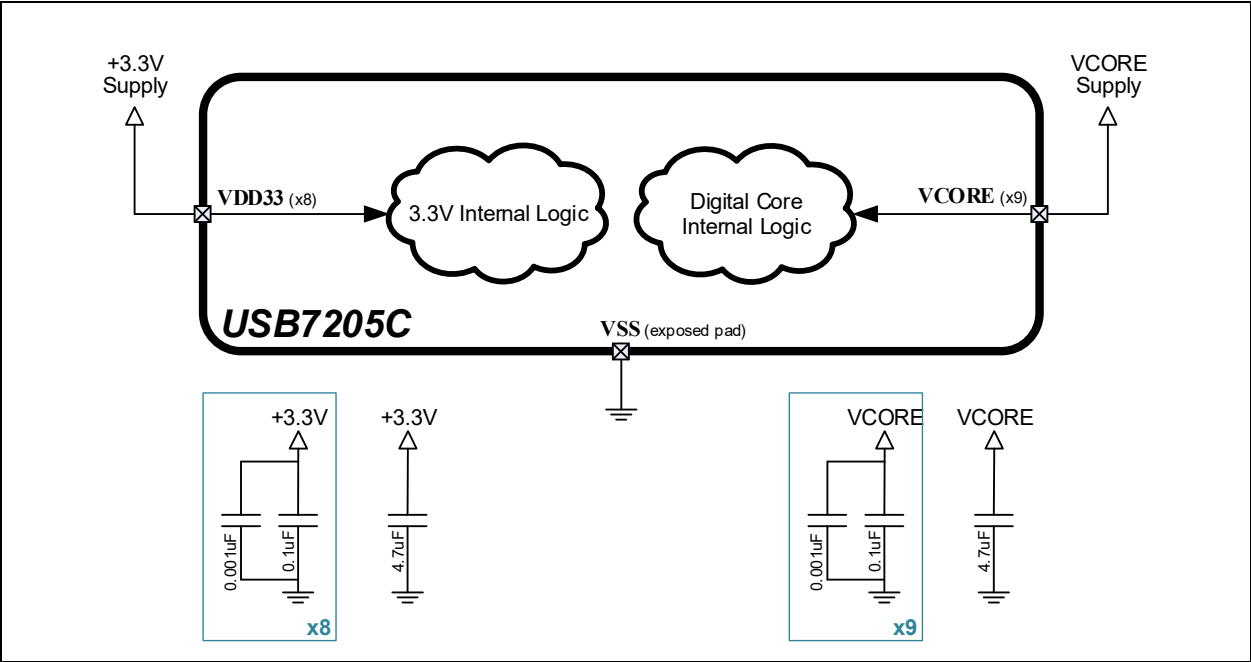 +3.3V
Supply
VCORE
Supply
VDD33 (x8)
3.3V Internal Logic
Digital Core
Internal Logic
VCORE (x9)
USB7205C
VSS (exposed pad)
+3.3V
+3.3V
VCORE
VCORE
0.001uF
0.1uF
4.7uF
0.001uF
0.1uF
4.7uF
x8
x9